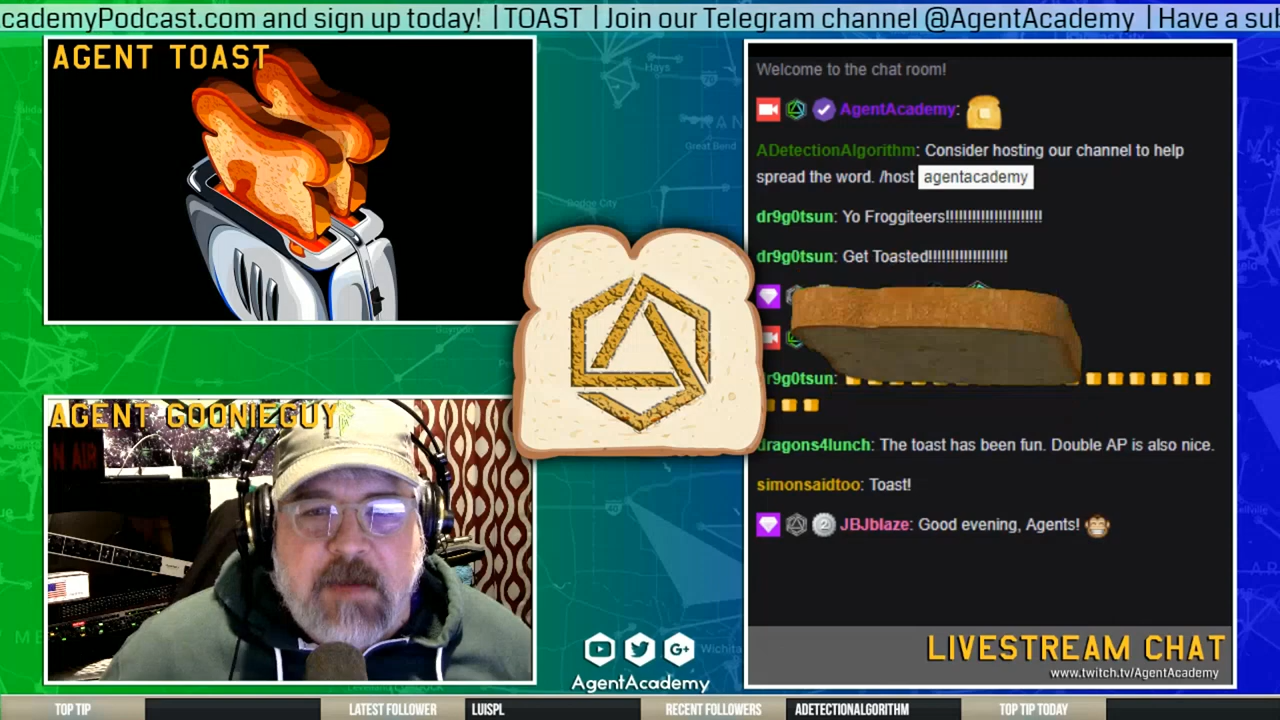 cademyPodcast.com and sign up today! | TOAST | Join our Telegram channel @AgentAcademy | Have a sub
AGENT TOAST
Welcome to the chat room!
AgentAcademy:
ADetectionAlgorithm: Consider hosting our channel to help
spread the word. /host agentacademy
dr9g0tsun: Yo Froggiteers!!!!!!!!!!!!!!!!!!!!!!
dr9g0tsun: Get Toasted!!!!!!!!!!!!!!!!!!
r9g0tsun:
dragons4lunch: The toast has been fun. Double AP is also nice.
simonsaidtoo: Toast!
2 JBJblaze: Good evening, Agents!
LIVESTREAM CHAT
www.twitch.tv/AgentAcademy
AGENT GOONIEGUY
N AIR
G+
AgentAcademy
TOP TIP
LATEST FOLLOWER LUISPL
RECENT FOLLOWERS ADETECTIONALGORITHM
TOP TIP TODAY